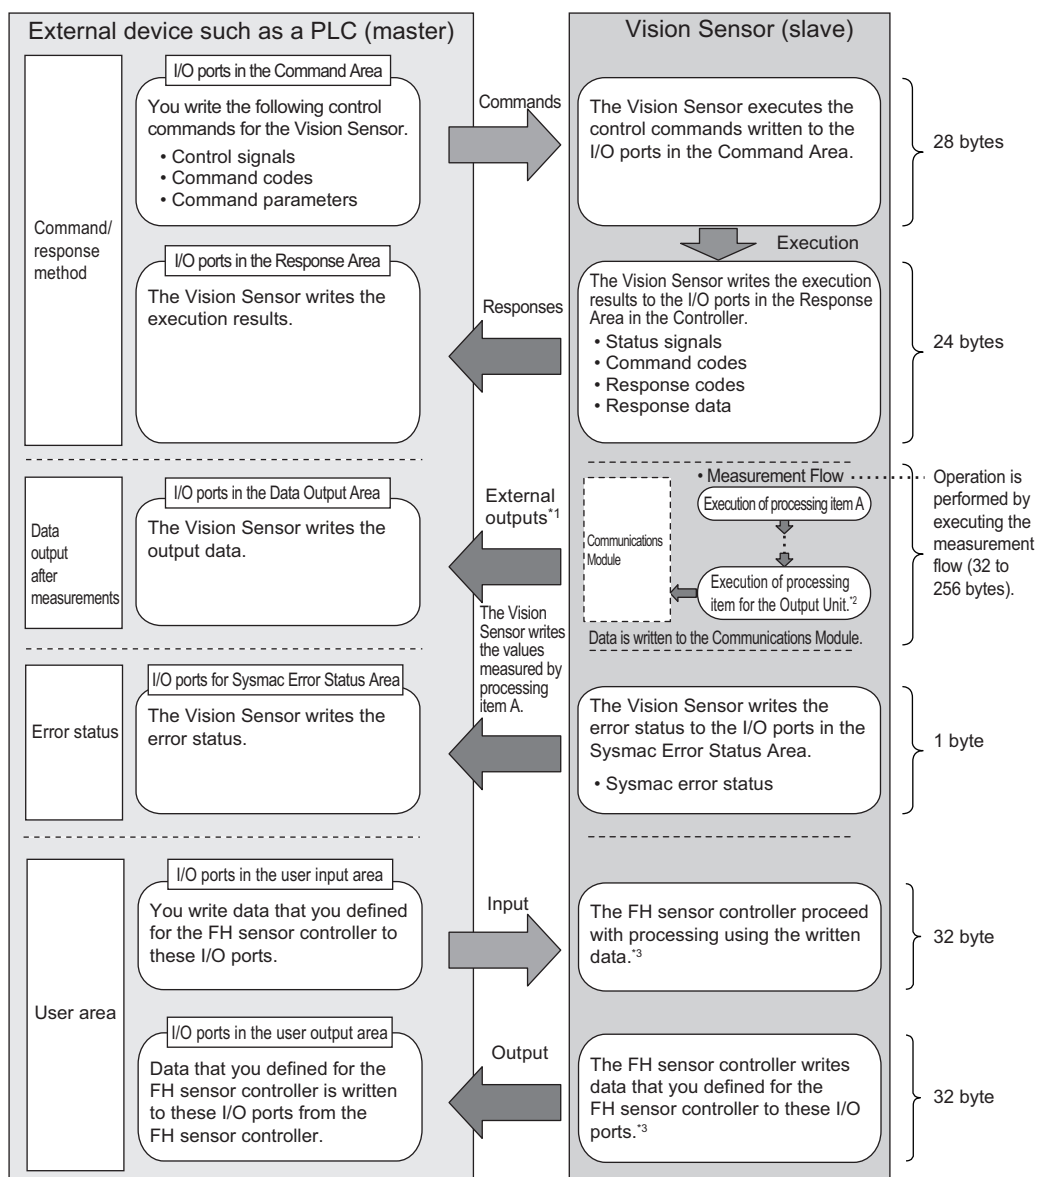 External device such as a PLC (master)
Vision Sensor (slave)
Command/
response
method
I/O ports in the Command Area
You write the following control
commands for the Vision Sensor.
• Control signals
• Command codes
• Command parameters
Commands
The Vision Sensor executes the
control commands written to the
I/O ports in the Command Area.
28 bytes
Execution
I/O ports in the Response Area
The Vision Sensor writes the
execution results.
Responses
The Vision Sensor writes the execution
results to the I/O ports in the Response
Area in the Controller.
• Status signals
• Command codes
• Response codes
• Response data
24 bytes
Data
output
after
measurements
I/O ports in the Data Output Area
The Vision Sensor writes the
output data.
External
outputs*1
The Vision
Sensor writes
the values
measured by
processing
item A.
Communications
Module
• Measurement Flow
Execution of processing item A
Execution of processing
item for the Output Unit.*2
Data is written to the Communications Module.
Operation is
performed by
executing the
measurement
flow (32 to
256 bytes).
Error status
I/O ports for Sysmac Error Status Area
The Vision Sensor writes the
error status.
The Vision Sensor writes the
error status to the I/O ports in the
Sysmac Error Status Area.
• Sysmac error status
1 byte
User area
I/O ports in the user input area
You write data that you defined
for the FH sensor controller to
these I/O ports.
Input
The FH sensor controller proceed
with processing using the written
data.*3
32 byte
I/O ports in the user output area
Data that you defined for the
FH sensor controller is written
to these I/O ports from the
FH sensor controller.
Output
The FH sensor controller writes
data that you defined for the
FH sensor controller to these I/O
ports.*3
32 byte